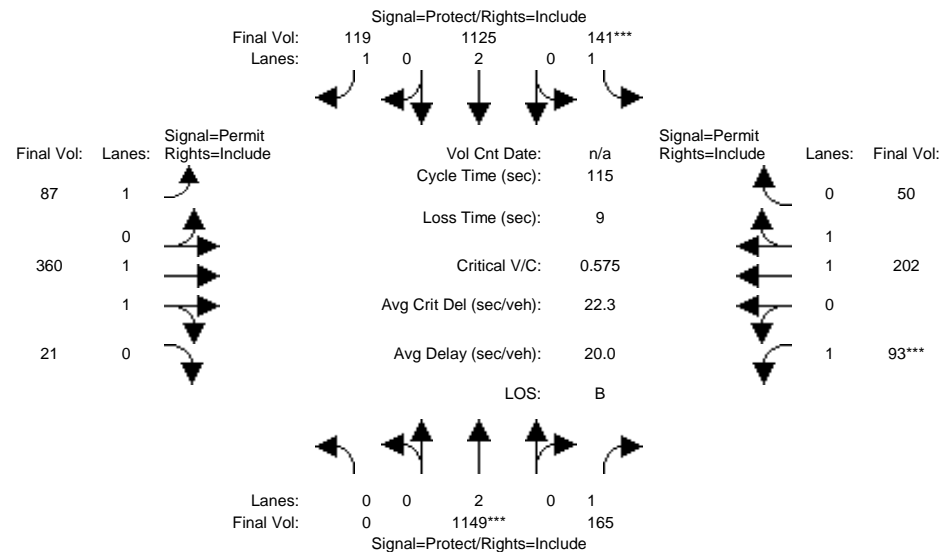 Signal=Protect/Rights=Include
Final Vol: 119 1125 141***
Lanes: 1 0 2 0 1
Signal=Permit Signal=Permit
Final Vol: Lanes: Rights=Include Vol Cnt Date: n/a Rights=Include Lanes: Final Vol:
Cycle Time (sec): 115
87 1 0 50
Loss Time (sec): 9
0 1
360 1 Critical V/C: 0.575 1 202
1 Avg Crit Del (sec/veh): 22.3 0
21 0 Avg Delay (sec/veh): 20.0 1 93***
LOS: B
Lanes: 0 0 2 0 1
Final Vol: 0 1149*** 165
Signal=Protect/Rights=Include